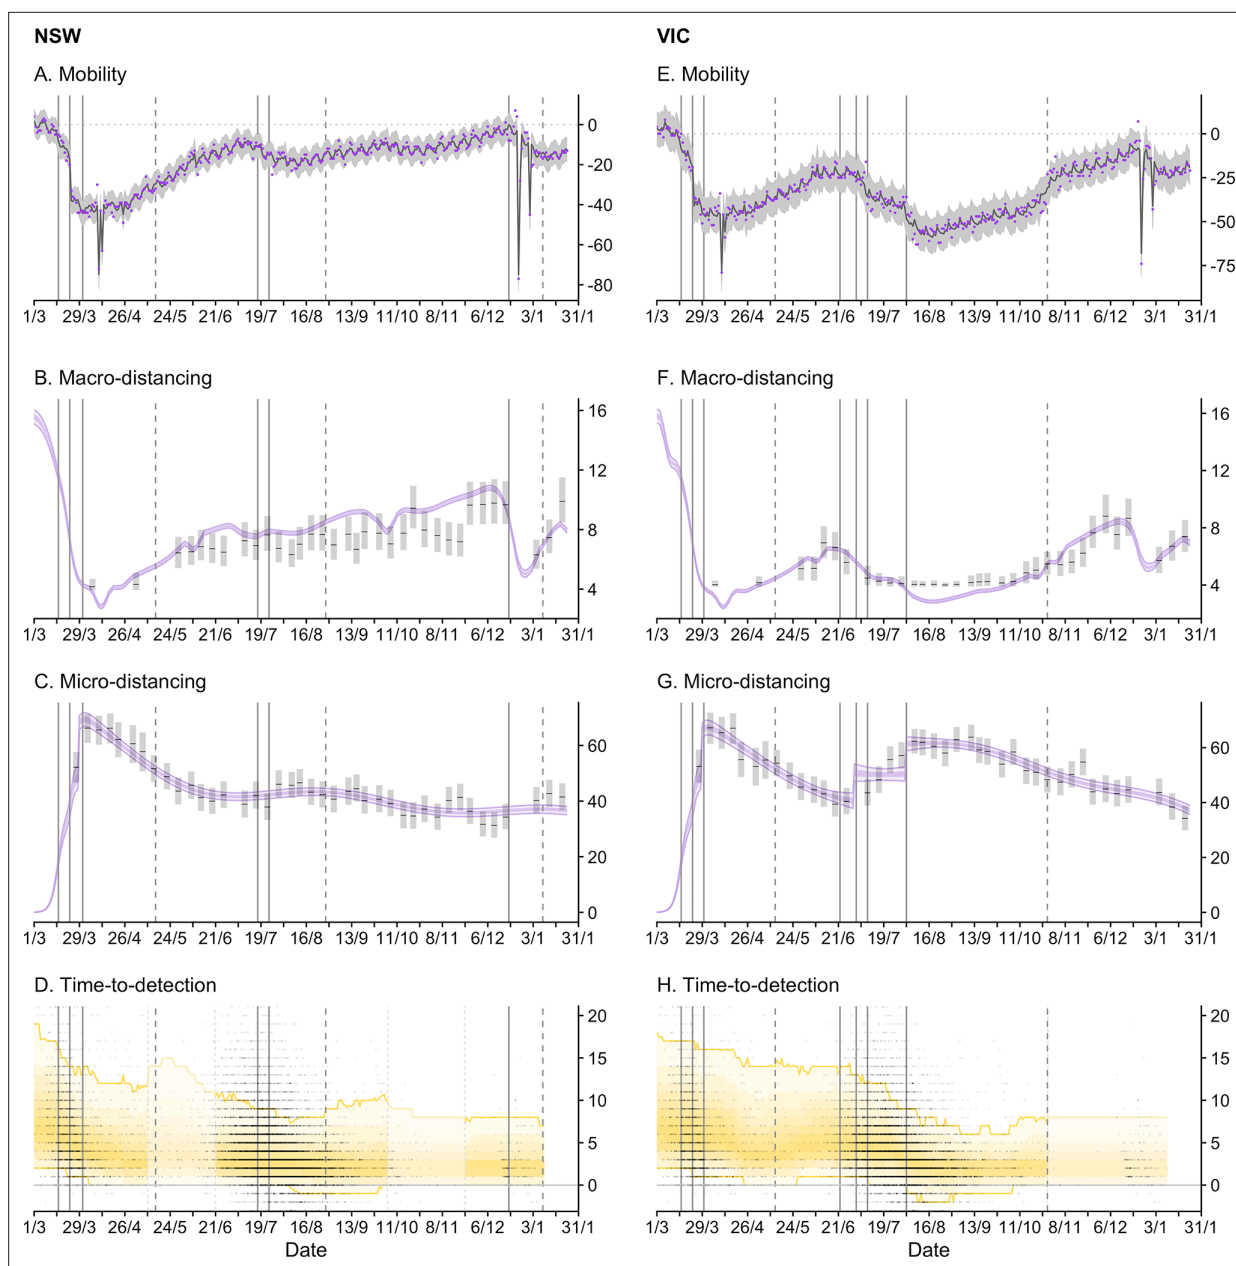 NSW
A. Mobility
0
-20
-40
-60
-80
1/3 29/3 26/4 24/5 21/6 19/7 16/8 13/9 11/10 8/11 6/12 3/1 31/1
B. Macro-distancing
16
12
8
4
1/3 29/3 26/4 24/5 21/6 19/7 16/8 13/9 11/10 8/11 6/12 3/1 31/1
C. Micro-distancing
60
40
20
0
1/3 29/3 26/4 24/5 21/6 19/7 16/8 13/9 11/10 8/11 6/12 3/1 31/1
D. Time-to-detection
20
15
10
5
0
1/3 29/3 26/4 24/5 21/6 19/7 16/8 13/9 11/10 8/11 6/12 3/1 31/1
Date
VIC
E. Mobility
0
-25
-50
-75
1/3 29/3 26/4 24/5 21/6 19/7 16/8 13/9 11/10 8/11 6/12 3/1 31/1
F. Macro-distancing
16
12
8
4
1/3 29/3 26/4 24/5 21/6 19/7 16/8 13/9 11/10 8/11 6/12 3/1 31/1
G. Micro-distancing
60
40
20
0
1/3 29/3 26/4 24/5 21/6 19/7 16/8 13/9 11/10 8/11 6/12 3/1 31/1
H. Time-to-detection
20
15
10
5
0
1/3 29/3 26/4 24/5 21/6 19/7 16/8 13/9 11/10 8/11 6/12 3/1 31/1
Date